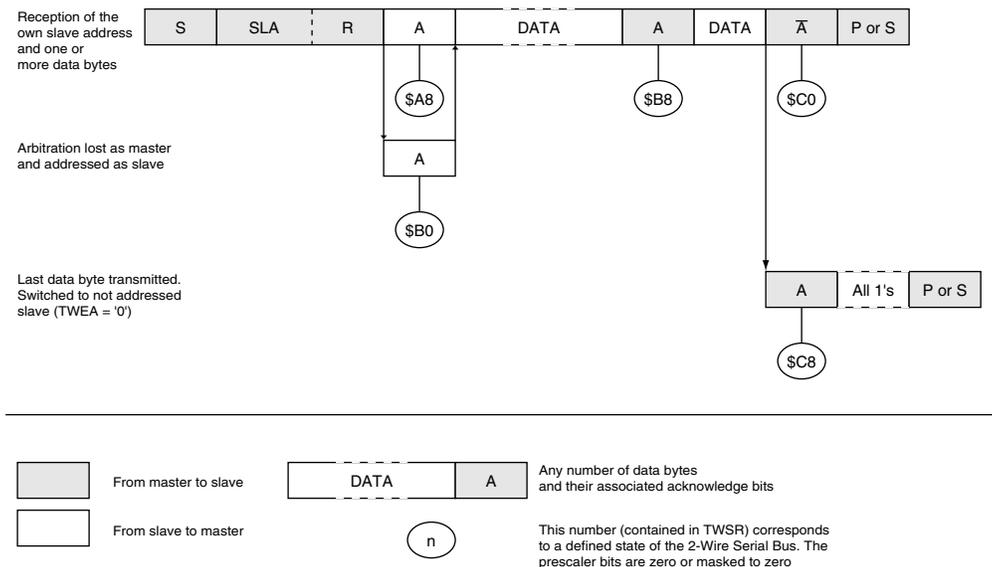 Reception of the
own slave address
and one or
more data bytes
S SLA R A DATA A DATA A P or S
$A8 $B8 $C0
Arbitration lost as master
and addressed as slave
A
$B0
Last data byte transmitted.
Switched to not addressed
slave (TWEA = '0')
A All 1's P or S
$C8
From master to slave
DATA A
Any number of data bytes
and their associated acknowledge bits
From slave to master
n
This number (contained in TWSR) corresponds
to a defined state of the 2-Wire Serial Bus. The
prescaler bits are zero or masked to zero